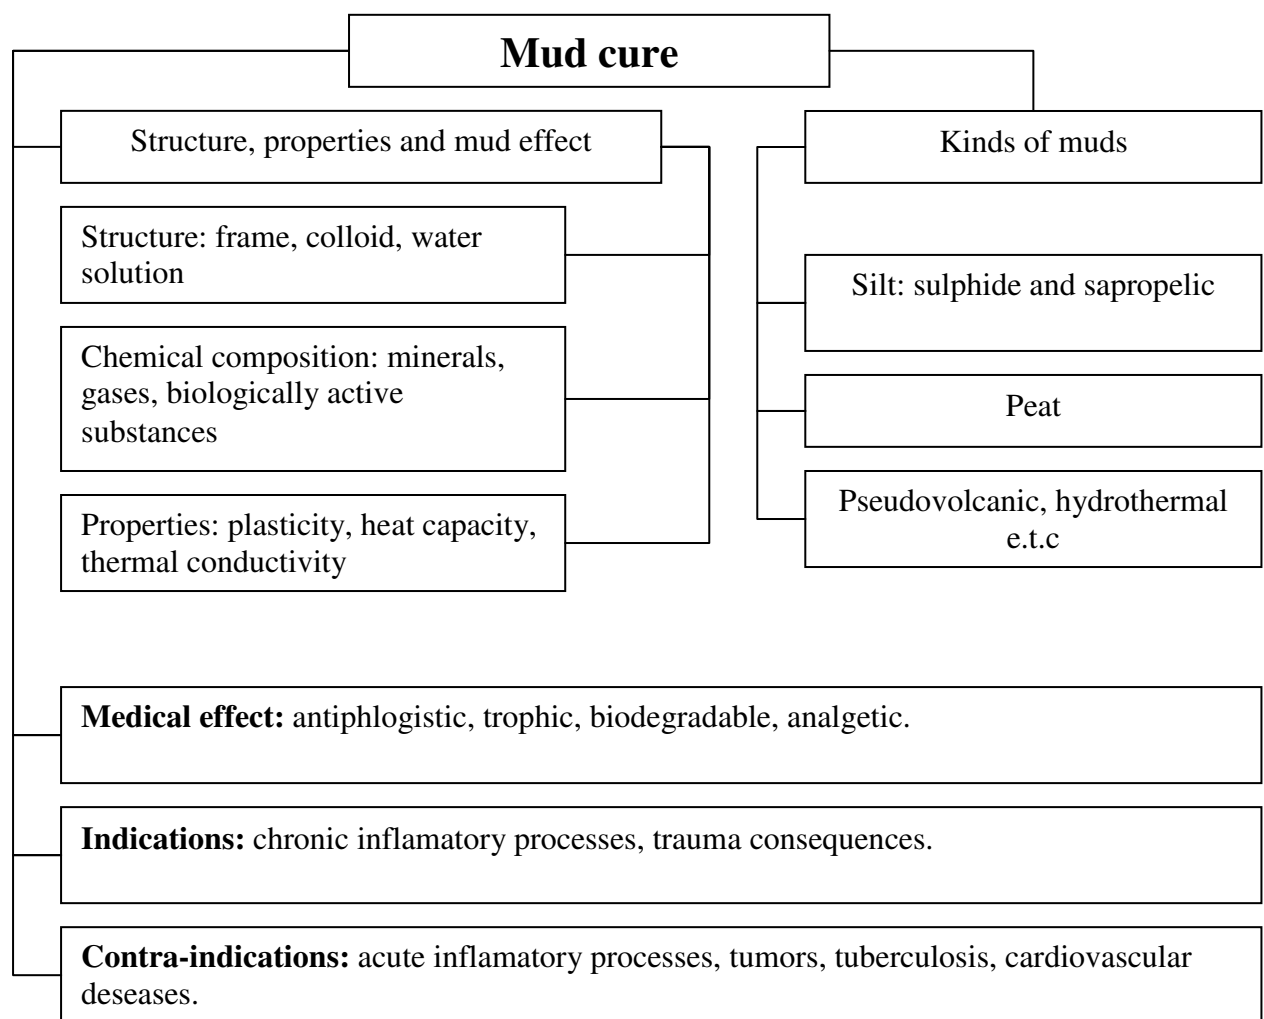 Mud cure
Structure, properties and mud effect
Kinds of muds
Structure: frame, colloid, water
solution
Chemical composition: minerals,
gases, biologically active
substances
Properties: plasticity, heat capacity,
thermal conductivity
Silt: sulphide and sapropelic
Peat
Pseudovolcanic, hydrothermal
e.t.c
Medical effect: antiphlogistic, trophic, biodegradable, analgetic.
Indications: chronic inflamatory processes, trauma consequences.
Contra-indications: acute inflamatory processes, tumors, tuberculosis, cardiovascular
deseases.